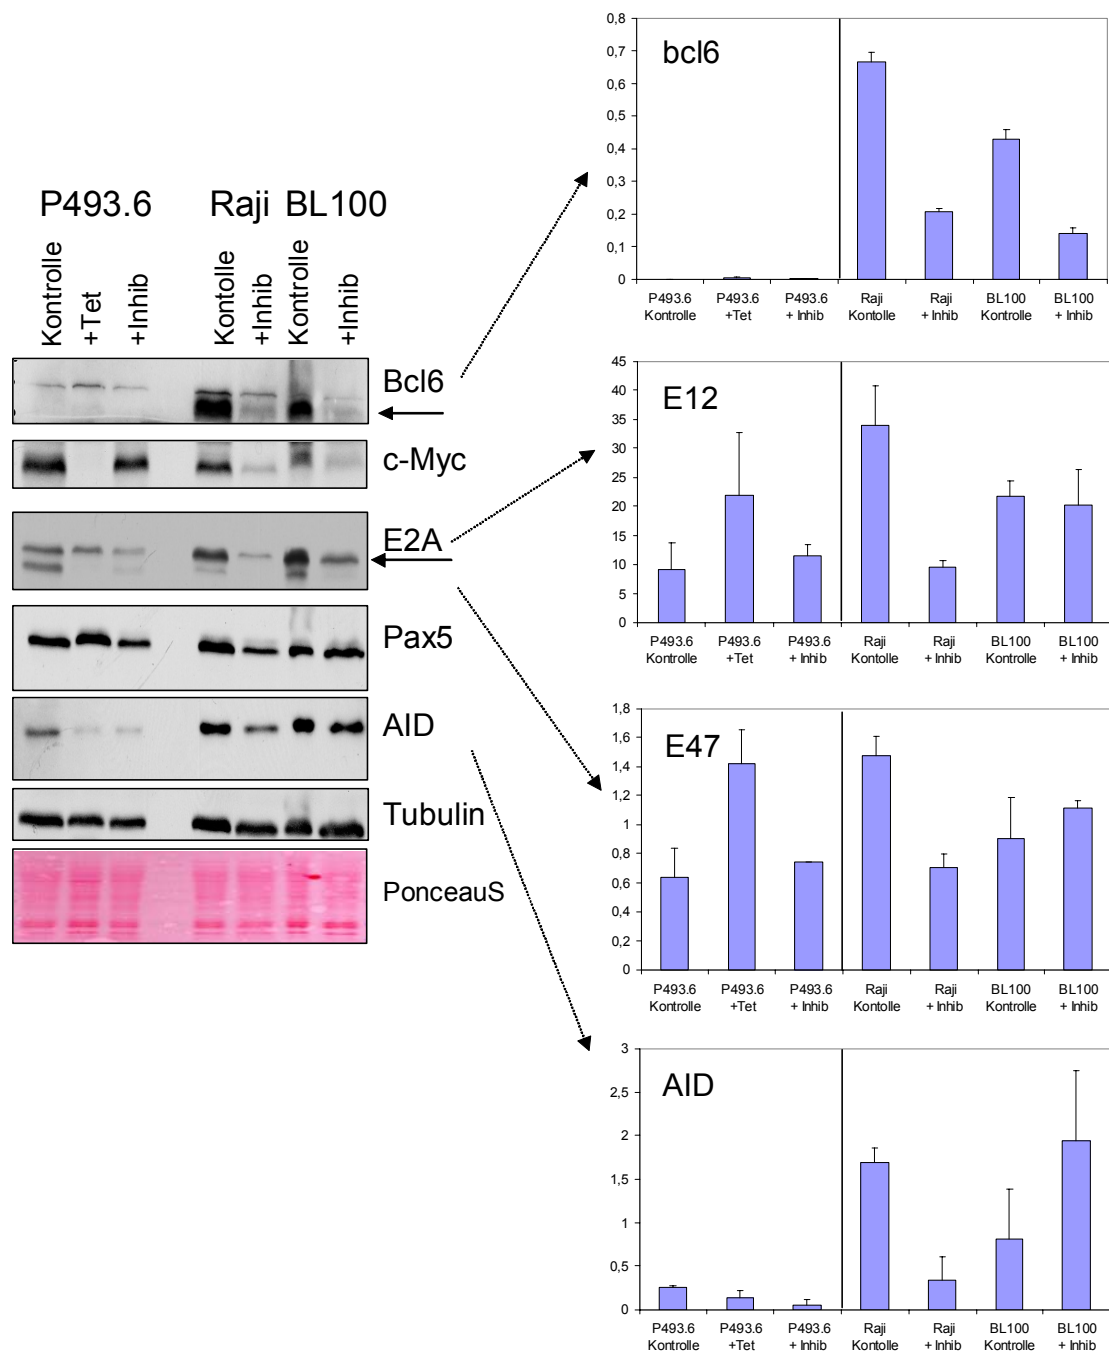 P493.6 Raji BL100
Kontrolle
+Tet
+Inhib
Kontolle
+Inhib
Kontrolle
+Inhib
Bcl6
c-Myc
E2A
Pax5
AID
Tubulin
PonceauS
bcl6
0,8
0,7
0,6
0,5
0,4
0,3
0,2
0,1
0
P493.6 P493.6 P493.6 Raji Raji BL100 BL100
Kontrolle +Tet + Inhib Kontolle + Inhib Kontrolle + Inhib
E12
45
40
35
30
25
20
15
10
5
0
P493.6 P493.6 P493.6 Raji Raji BL100 BL100
Kontrolle +Tet + Inhib Kontolle + Inhib Kontrolle + Inhib
E47
1,8
1,6
1,4
1,2
1
0,8
0,6
0,4
0,2
0
P493.6 P493.6 P493.6 Raji Raji BL100 BL100
Kontrolle +Tet + Inhib Kontolle + Inhib Kontrolle + Inhib
AID
3
2,5
2
1,5
1
0,5
0
P493.6 P493.6 P493.6 Raji Raji BL100 BL100
Kontrolle +Tet + Inhib Kontolle + Inhib Kontrolle + Inhib